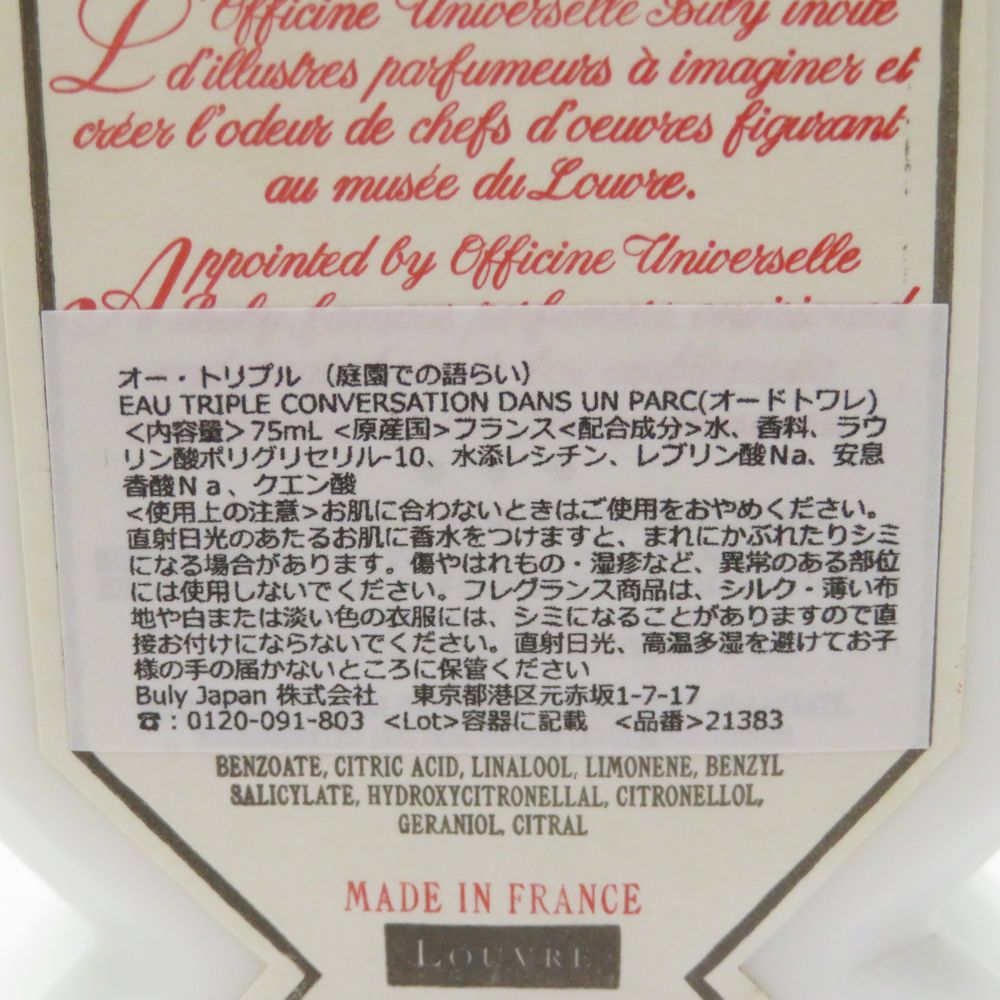 L'Officine Universelle Buly invite
d'illustres parfumeurs à imaginer et
créer l'odeur de chefs d'oeuvres figurant
au musée du Louvre.
Appointed by Officine Universelle
オー・トリプル （庭園での語らい）
EAU TRIPLE CONVERSATION DANS UN PARC(オードトワレ)
<内容量>75mL <原産国>フランス<配合成分>水、香料、ラウ
リン酸ポリグリセリル-10、水添レシチン、レブリン酸Na、安息
香酸Ｎａ、クエン酸
<使用上の注意>お肌に合わないときはご使用をおやめください。
直射日光のあたるお肌に香水をつけますと、まれにかぶれたりシミ
になる場合があります。傷やはれもの・湿疹など、異常のある部位
には使用しないでください。フレグランス商品は、シルク・薄い布
地や白または淡い色の衣服には、シミになることがありますので直
接お付けにならないでください。直射日光、高温多湿を避けてお子
様の手の届かないところに保管ください
Buly Japan 株式会社　東京都港区元赤坂1-7-17
☎：0120-091-803 <Lot>容器に記載　<品番>21383
BENZOATE, CITRIC ACID, LINALOOL, LIMONENE, BENZYL
SALICYLATE, HYDROXYCITRONELLAL, CITRONELLOL,
GERANIOL, CITRAL
MADE IN FRANCE
LOUVRE